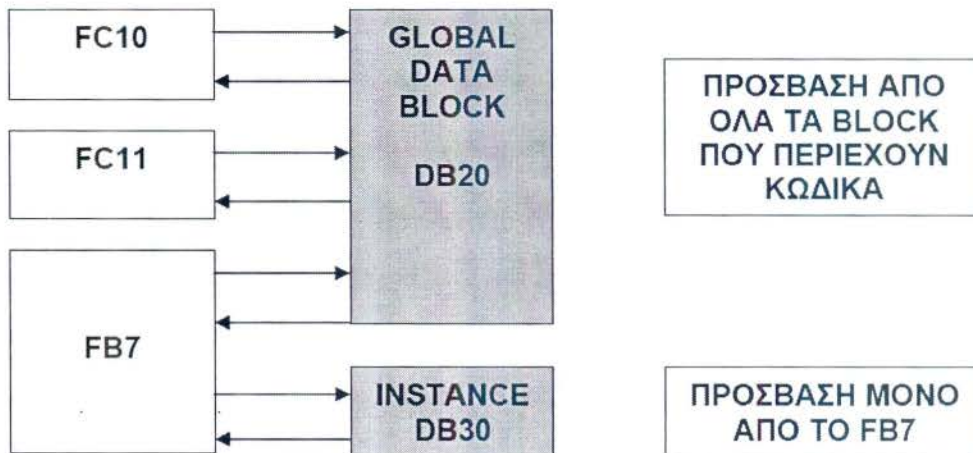 FC10
FC11
FB7
GLOBAL
DATA
BLOCK
DB20
INSTANCE
DB30
ΠΡΟΣΒΑΣΗ ΑΠΟ
ΟΛΑ ΤΑ BLOCK
ΠΟΥ ΠΕΡΙΕΧΟΥΝ
ΚΩΔΙΚΑ
ΠΡΟΣΒΑΣΗ ΜΟΝΟ
ΑΠΟ ΤΟ FB7